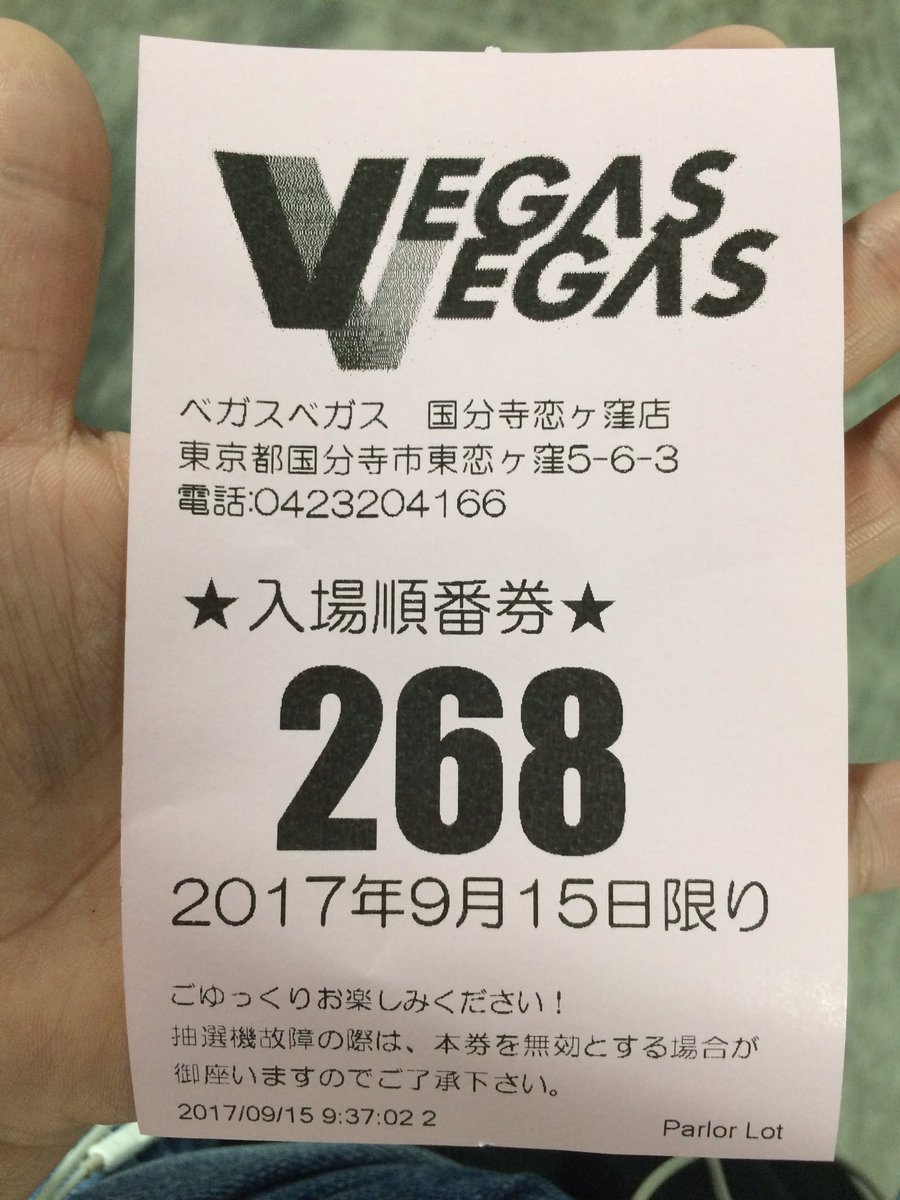 VEGAS
VEGAS
ベガスベガス 国分寺恋ヶ窪店
東京都国分寺市東恋ヶ窪5-6-3
電話:0423204166
★入場順番券★
268
2017年9月15日限り
ごゆっくりお楽しみください!
抽選機故障の際は、本券を無効とする場合が
御座いますのでご了承下さい。
2017/09/15 9:37:02 2
Parlor Lot